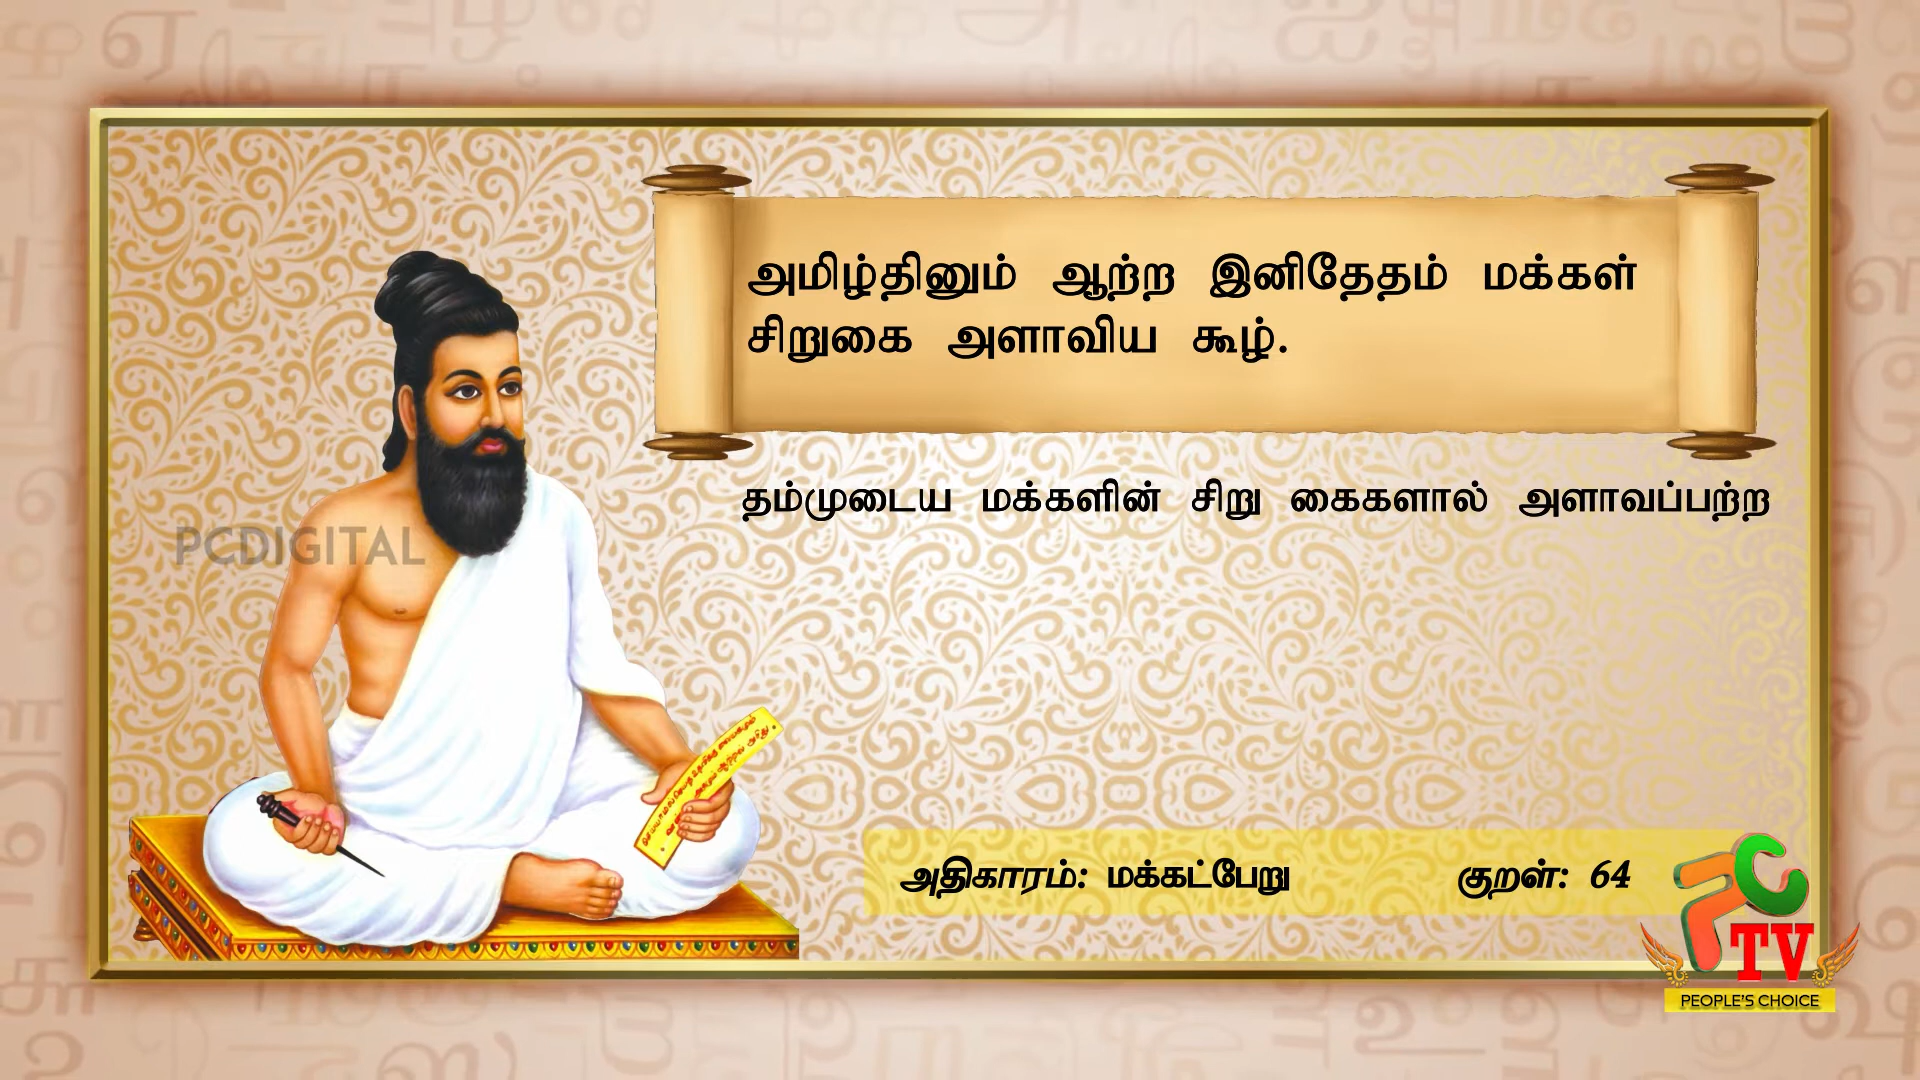 அமிழ்தினும் ஆற்ற இனிதேதம் மக்கள்
சிறுகை அளாவிய கூழ்.
தம்முடைய மக்களின் சிறு கைகளால் அளாவப்பற்ற
PCDIGITAL
அதிகாரம்: மக்கட்பேறு குறள்: 64
TV
PEOPLE'S CHOICE